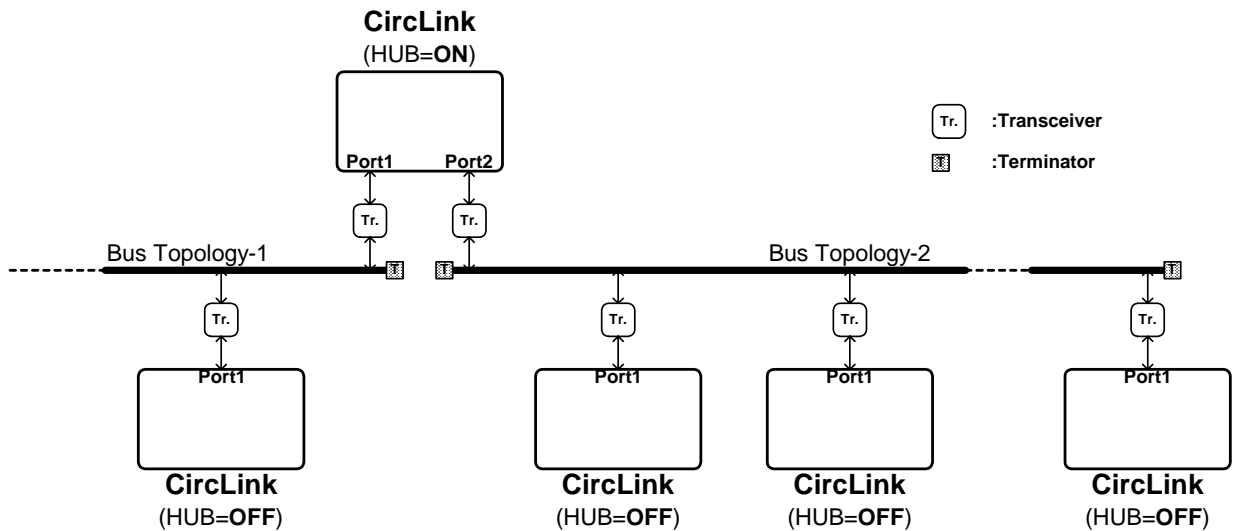 CircLink
(HUB=ON)
Port1
Port2
Tr.
:Transceiver
T
:Terminator
Tr.
Tr.
Bus Topology-1
Bus Topology-2
T
T
T
Tr.
Tr.
Tr.
Tr.
Port1
Port1
Port1
Port1
CircLink
(HUB=OFF)
CircLink
(HUB=OFF)
CircLink
(HUB=OFF)
CircLink
(HUB=OFF)